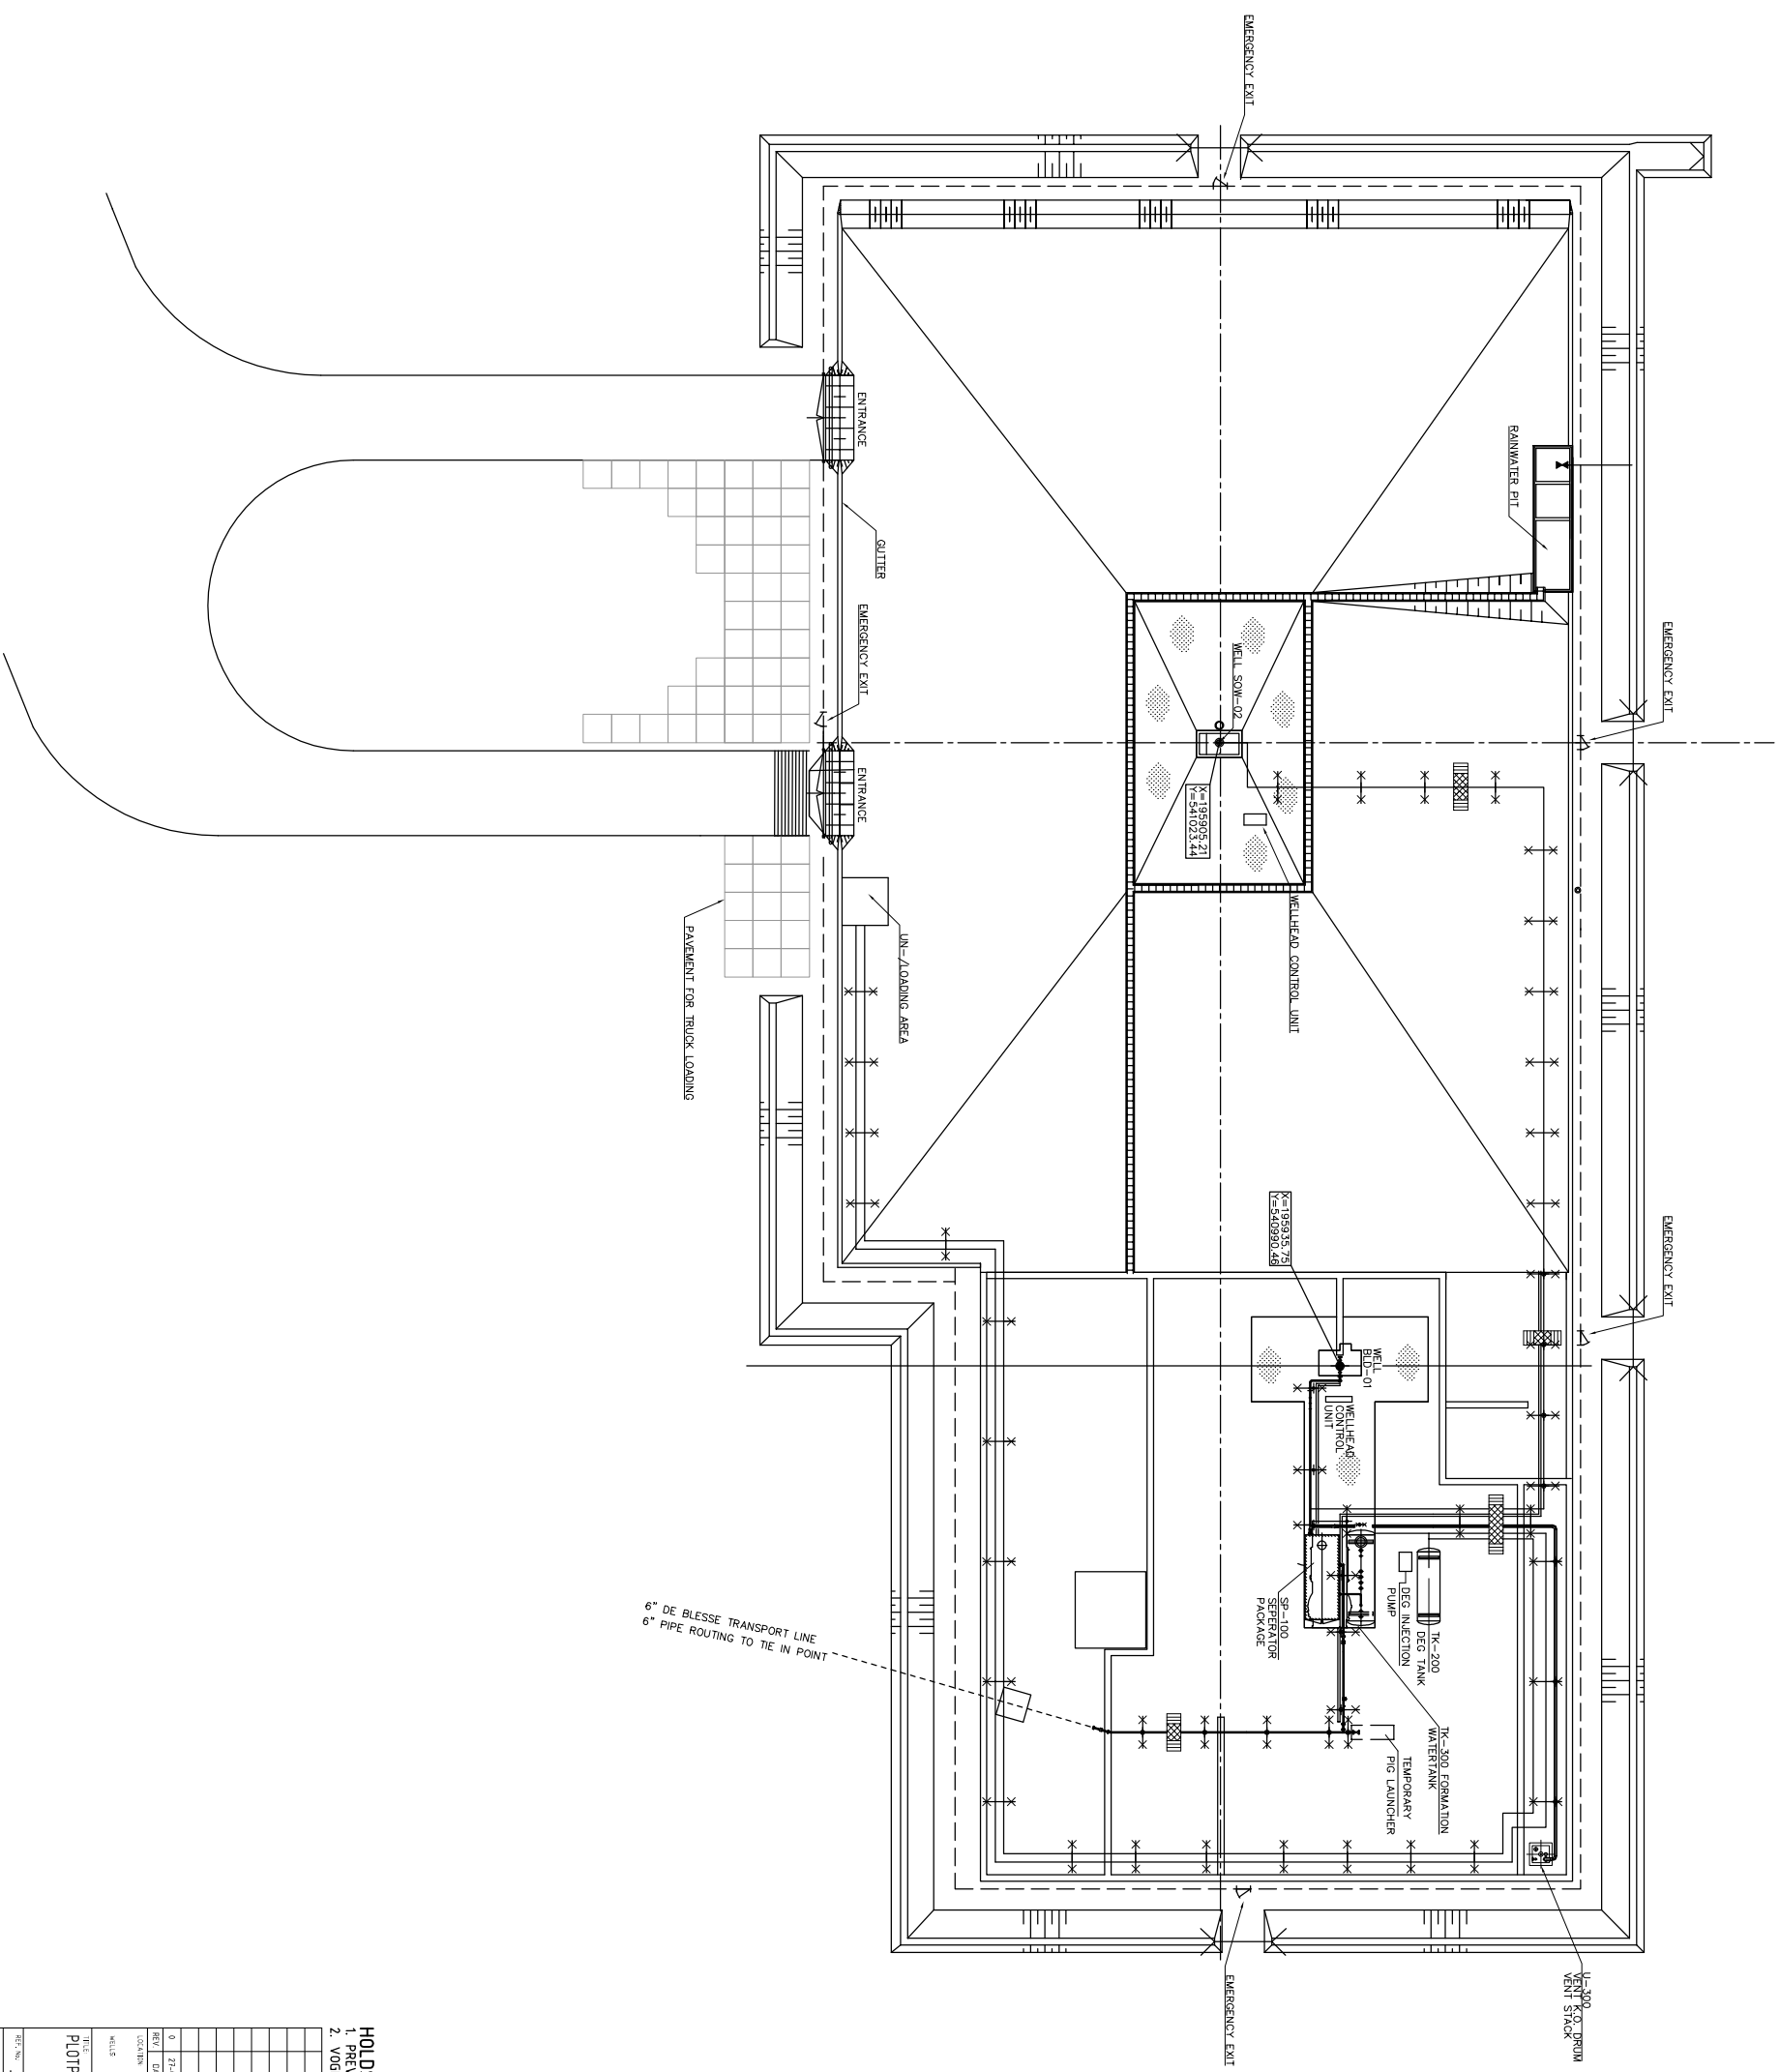 EMERGENCY EXIT
RAINWATER PIT
ENTRANCE
GUTTER
EMERGENCY EXIT
EMERGENCY EXIT
WELL SOW-02
ENTRANCE
X=195905.21
Y=541023.44
WELLHEAD CONTROL UNIT
UN-/LOADING AREA
PAVEMENT FOR TRUCK LOADING
EMERGENCY EXIT
X=195935.75
Y=540990.46
WELL
BLD-01
WELLHEAD
CONTROL
UNIT
SP-100
SEPERATOR
PACKAGE
DEG INJECTION
PUMP
TK-200
DEG TANK
TK-300 FORMATION
WATERTANK
TEMPORARY
PIG LAUNCHER
6" DE BLESSE TRANSPORT LINE
6" PIPE ROUTING TO TIE IN POINT
U-300
VENT K.O. DRUM
VENT STACK
EMERGENCY EXIT
HOLD
1. PREV
2. VOG
0 27-
REV
LOCATION
WELLS
TITLE:
PLOTP
REF. No.